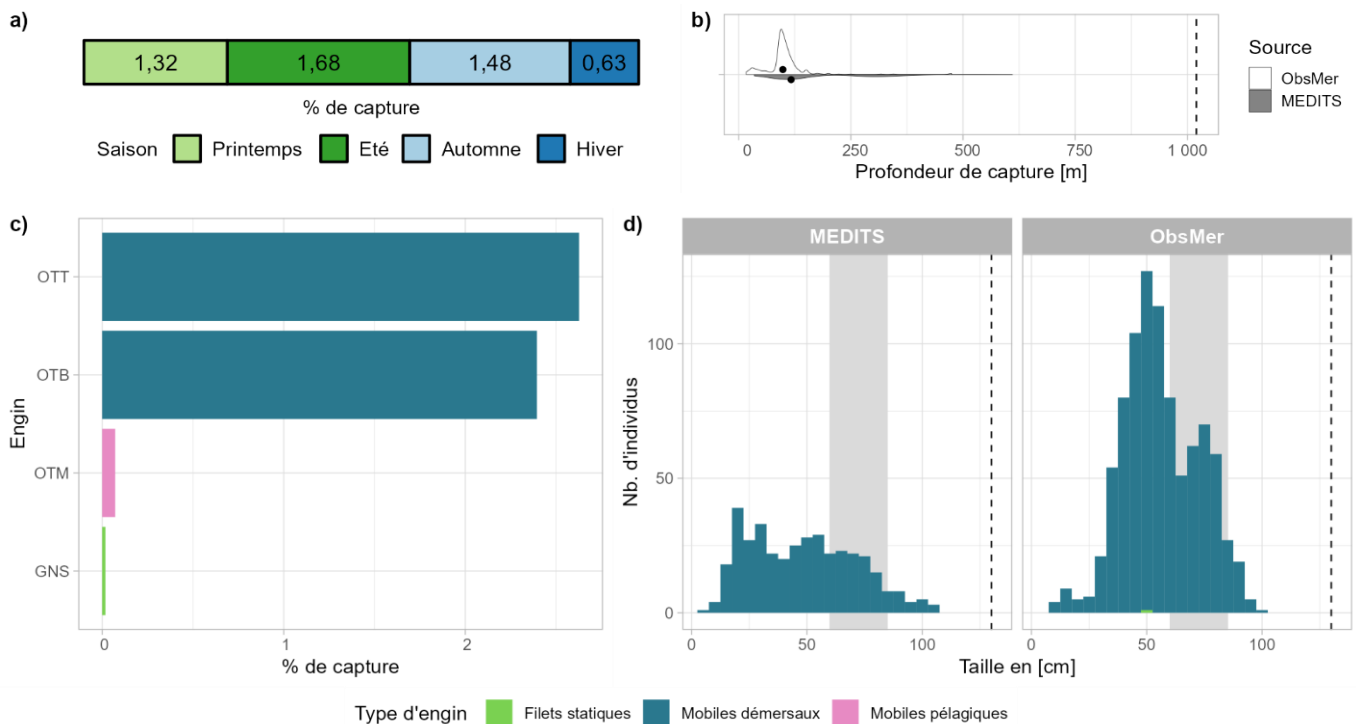 a)
1,32 1,68 1,48 0,63
% de capture
Saison Printemps Eté Automne Hiver
b)
0 250 500 750 1 000
Profondeur de capture [m]
Source
ObsMer
MEDITS
c)
Engin
OTT
OTB
OTM
GNS
0 1 2
% de capture
d)
MEDITS ObsMer
Nb. d'individus
100
50
0
0 50 100 0 50 100
Taille en [cm]
Type d'engin Filets statiques Mobiles démersaux Mobiles pélagiques